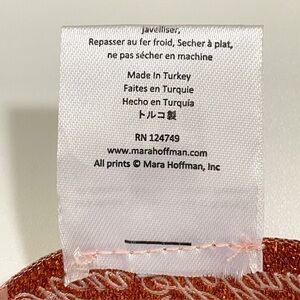 javelliser,
Repasser au fer froid, Secher à plat,
ne pas sécher en machine
Made In Turkey
Faites en Turquie
Hecho en Turquía
トルコ製
RN 124749
www.marahoffman.com
All prints © Mara Hoffman, Inc